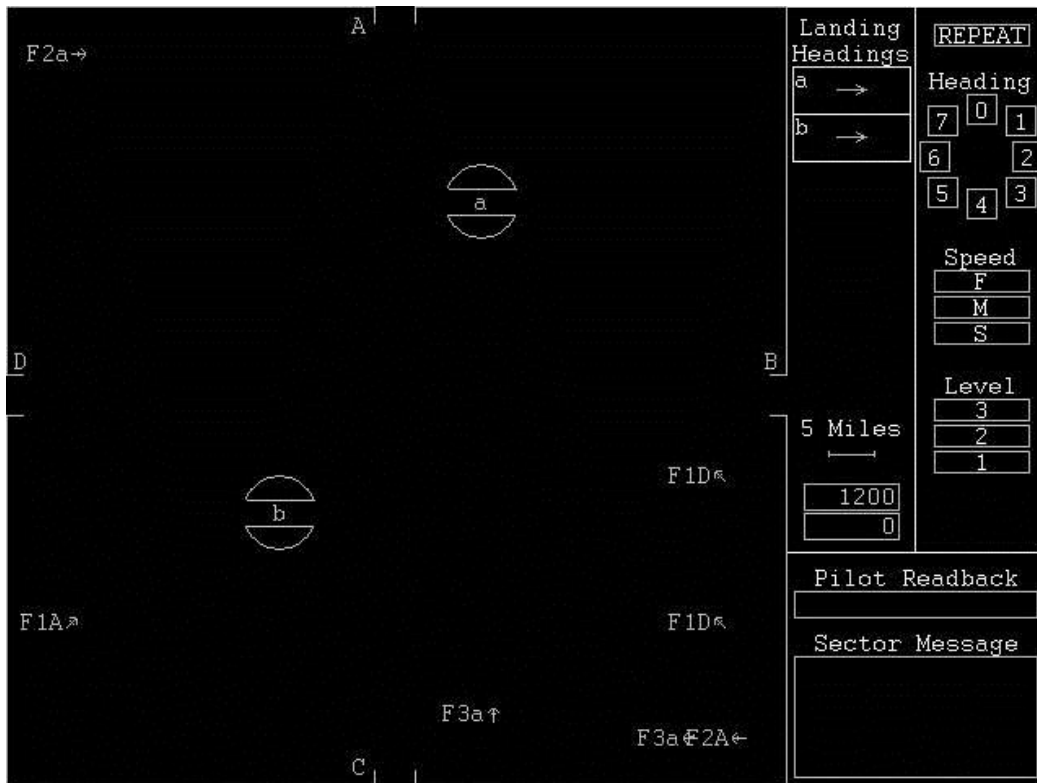 A
F2a→
a
D
B
F1D↖
b
F1A↗
F1D↖
F3a↑
F3a F2A←
C
Landing
Headings
a →
b →
5 Miles
1200
0
REPEAT
Heading
0
7 1
6 2
5 3
4
Speed
F
M
S
Level
3
2
1
Pilot Readback
Sector Message